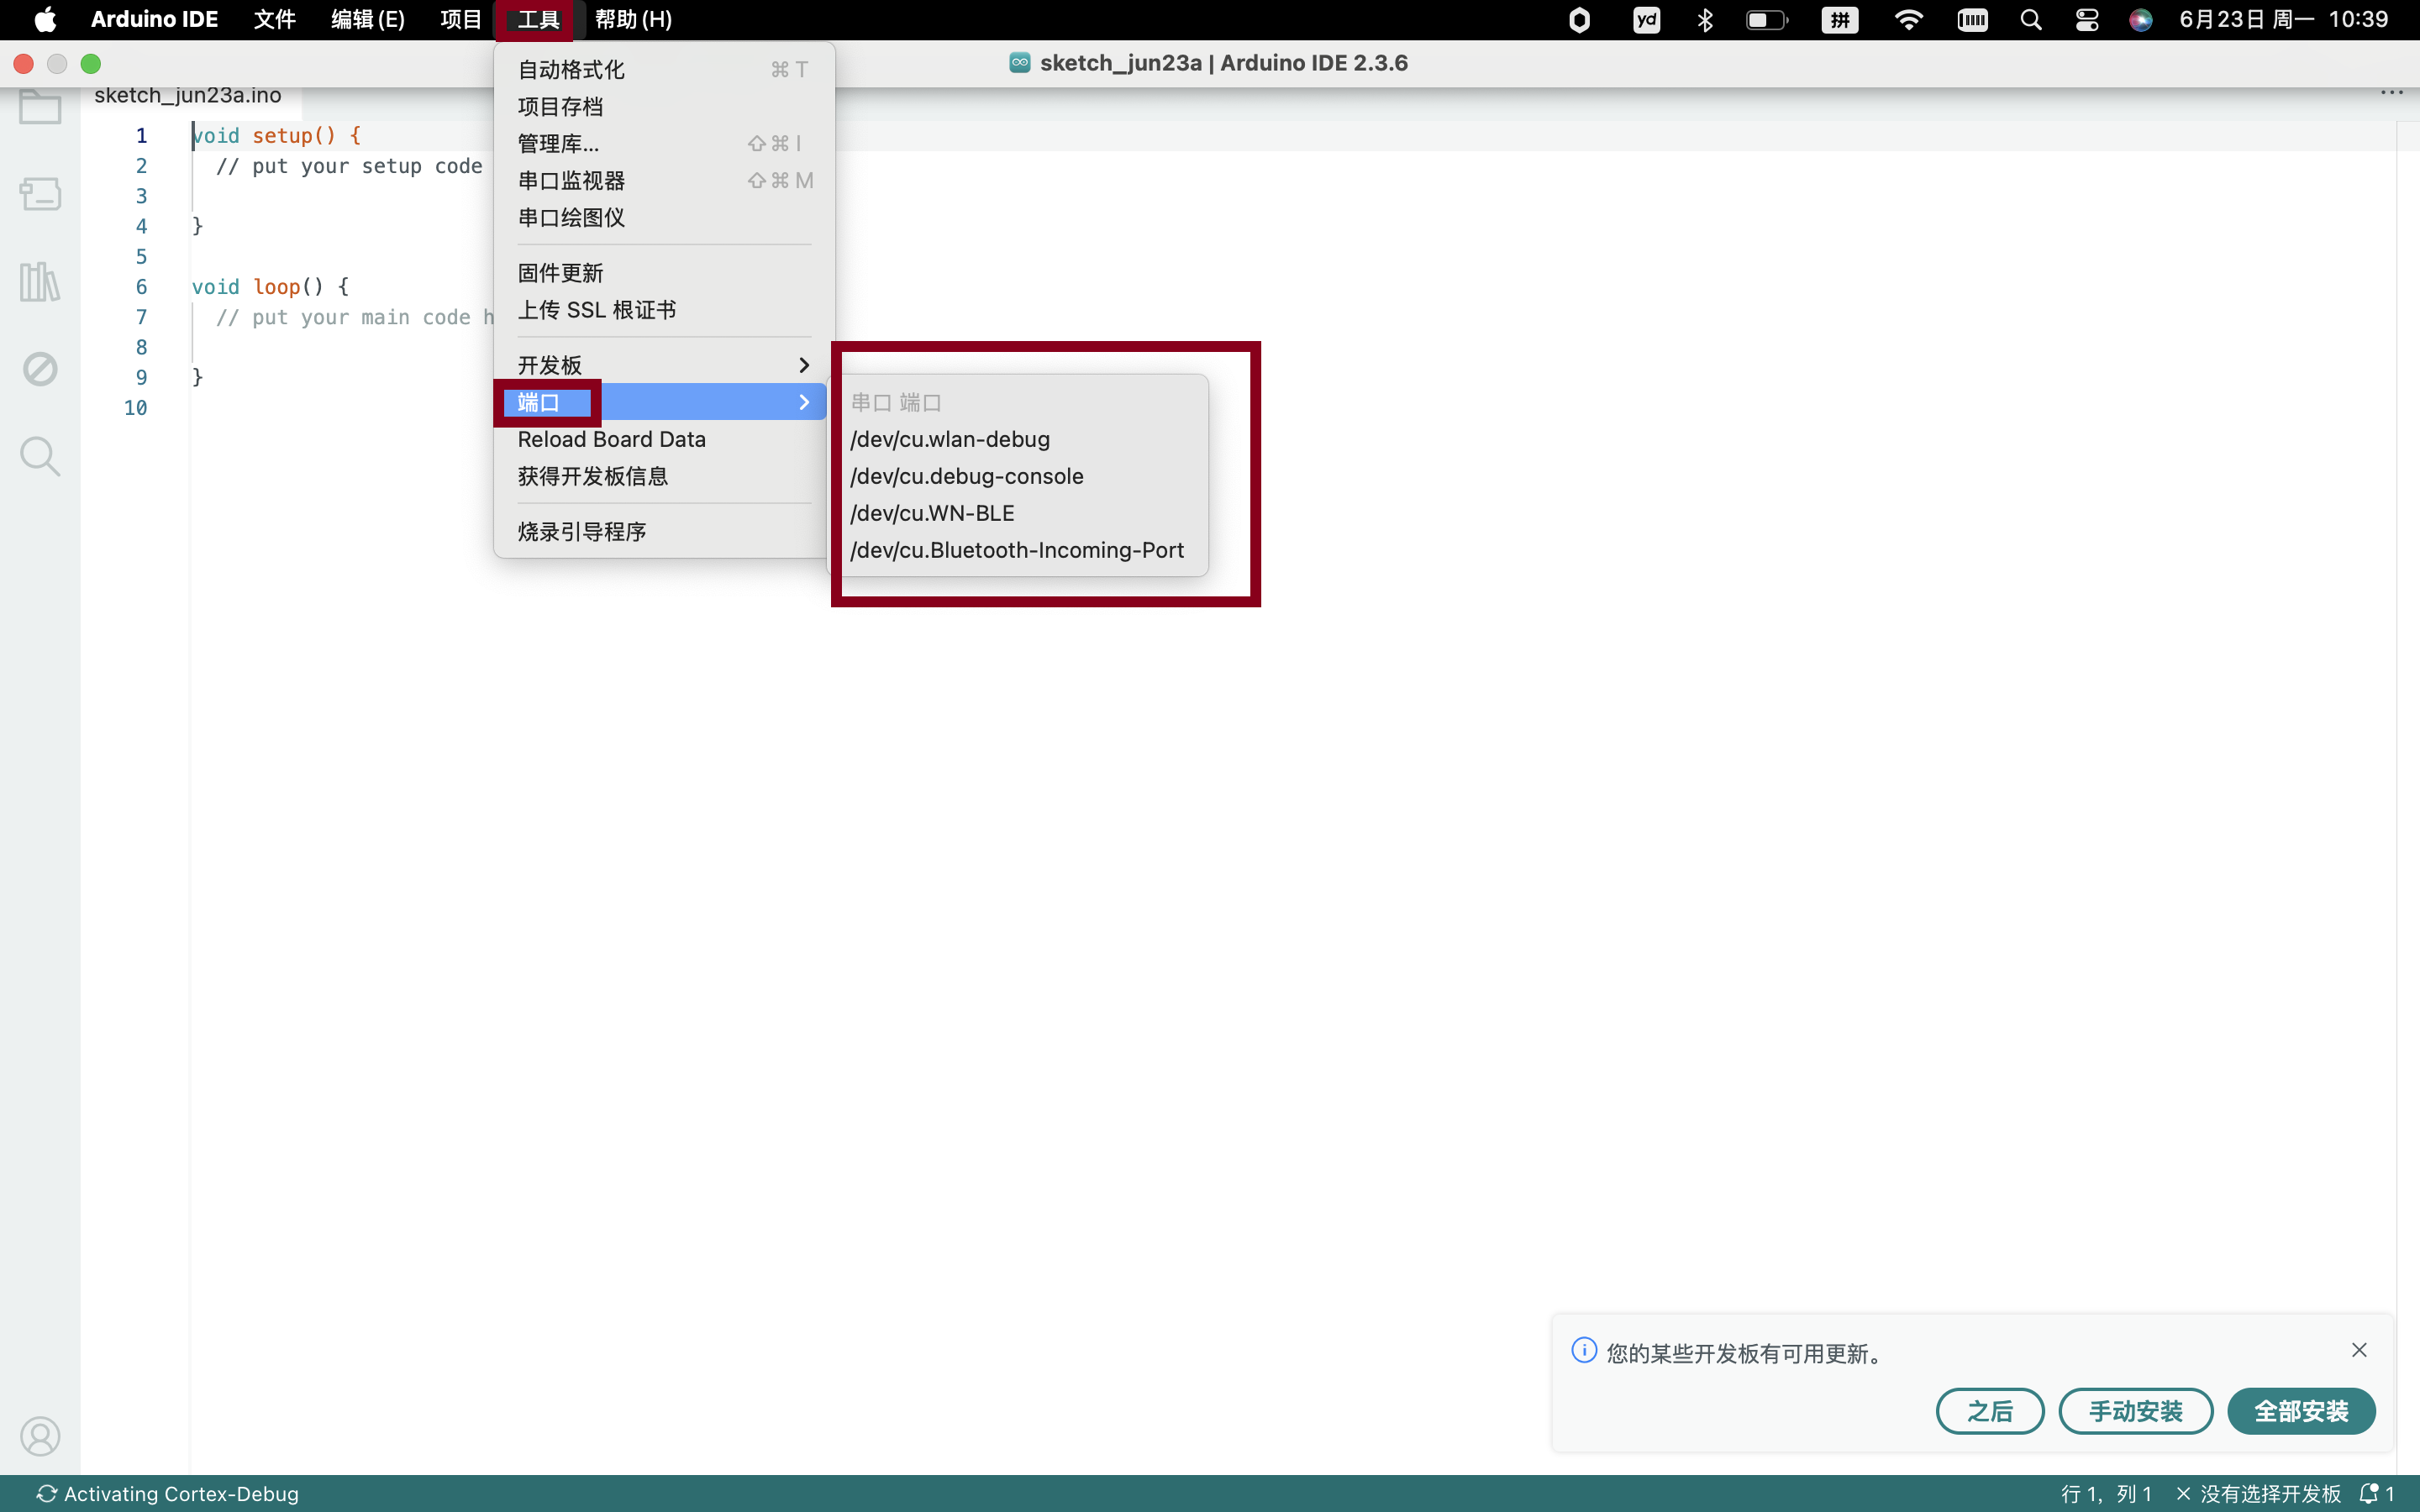 Arduino IDE 文件 编辑(E) 项目 工具 帮助(H) yd 拼 6月23日 周一 10:39
sketch_jun23a | Arduino IDE 2.3.6
sketch_jun23a.ino
1 void setup() {
2 // put your setup code
3
4 }
5
6 void loop() {
7 // put your main code h
8
9 }
10
自动格式化 ⌘ T
项目存档
管理库... ⇧ ⌘ I
串口监视器 ⇧ ⌘ M
串口绘图仪
固件更新
上传 SSL 根证书
开发板
端口
Reload Board Data
获得开发板信息
烧录引导程序
串口 端口
/dev/cu.wlan-debug
/dev/cu.debug-console
/dev/cu.WN-BLE
/dev/cu.Bluetooth-Incoming-Port
您的某些开发板有可用更新。
之后 手动安装 全部安装
Activating Cortex-Debug 行 1，列 1 没有选择开发板 1